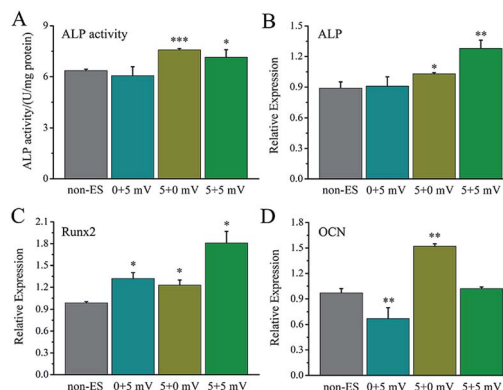 A
ALP activity
ALP activity/(U/mg protein)
9
6
3
0
***
*
non-ES 0+5 mV 5+0 mV 5+5 mV
B
ALP
Relative Expression
1.5
1.2
0.9
0.6
0.3
0.0
*
**
non-ES 0+5 mV 5+0 mV 5+5 mV
C
Runx2
Relative Expression
2.1
1.8
1.5
1.2
0.9
0.6
0.3
0.0
*
*
*
non-ES 0+5 mV 5+0 mV 5+5 mV
D
OCN
Relative Expression
1.8
1.5
1.2
0.9
0.6
0.3
0.0
**
**
non-ES 0+5 mV 5+0 mV 5+5 mV